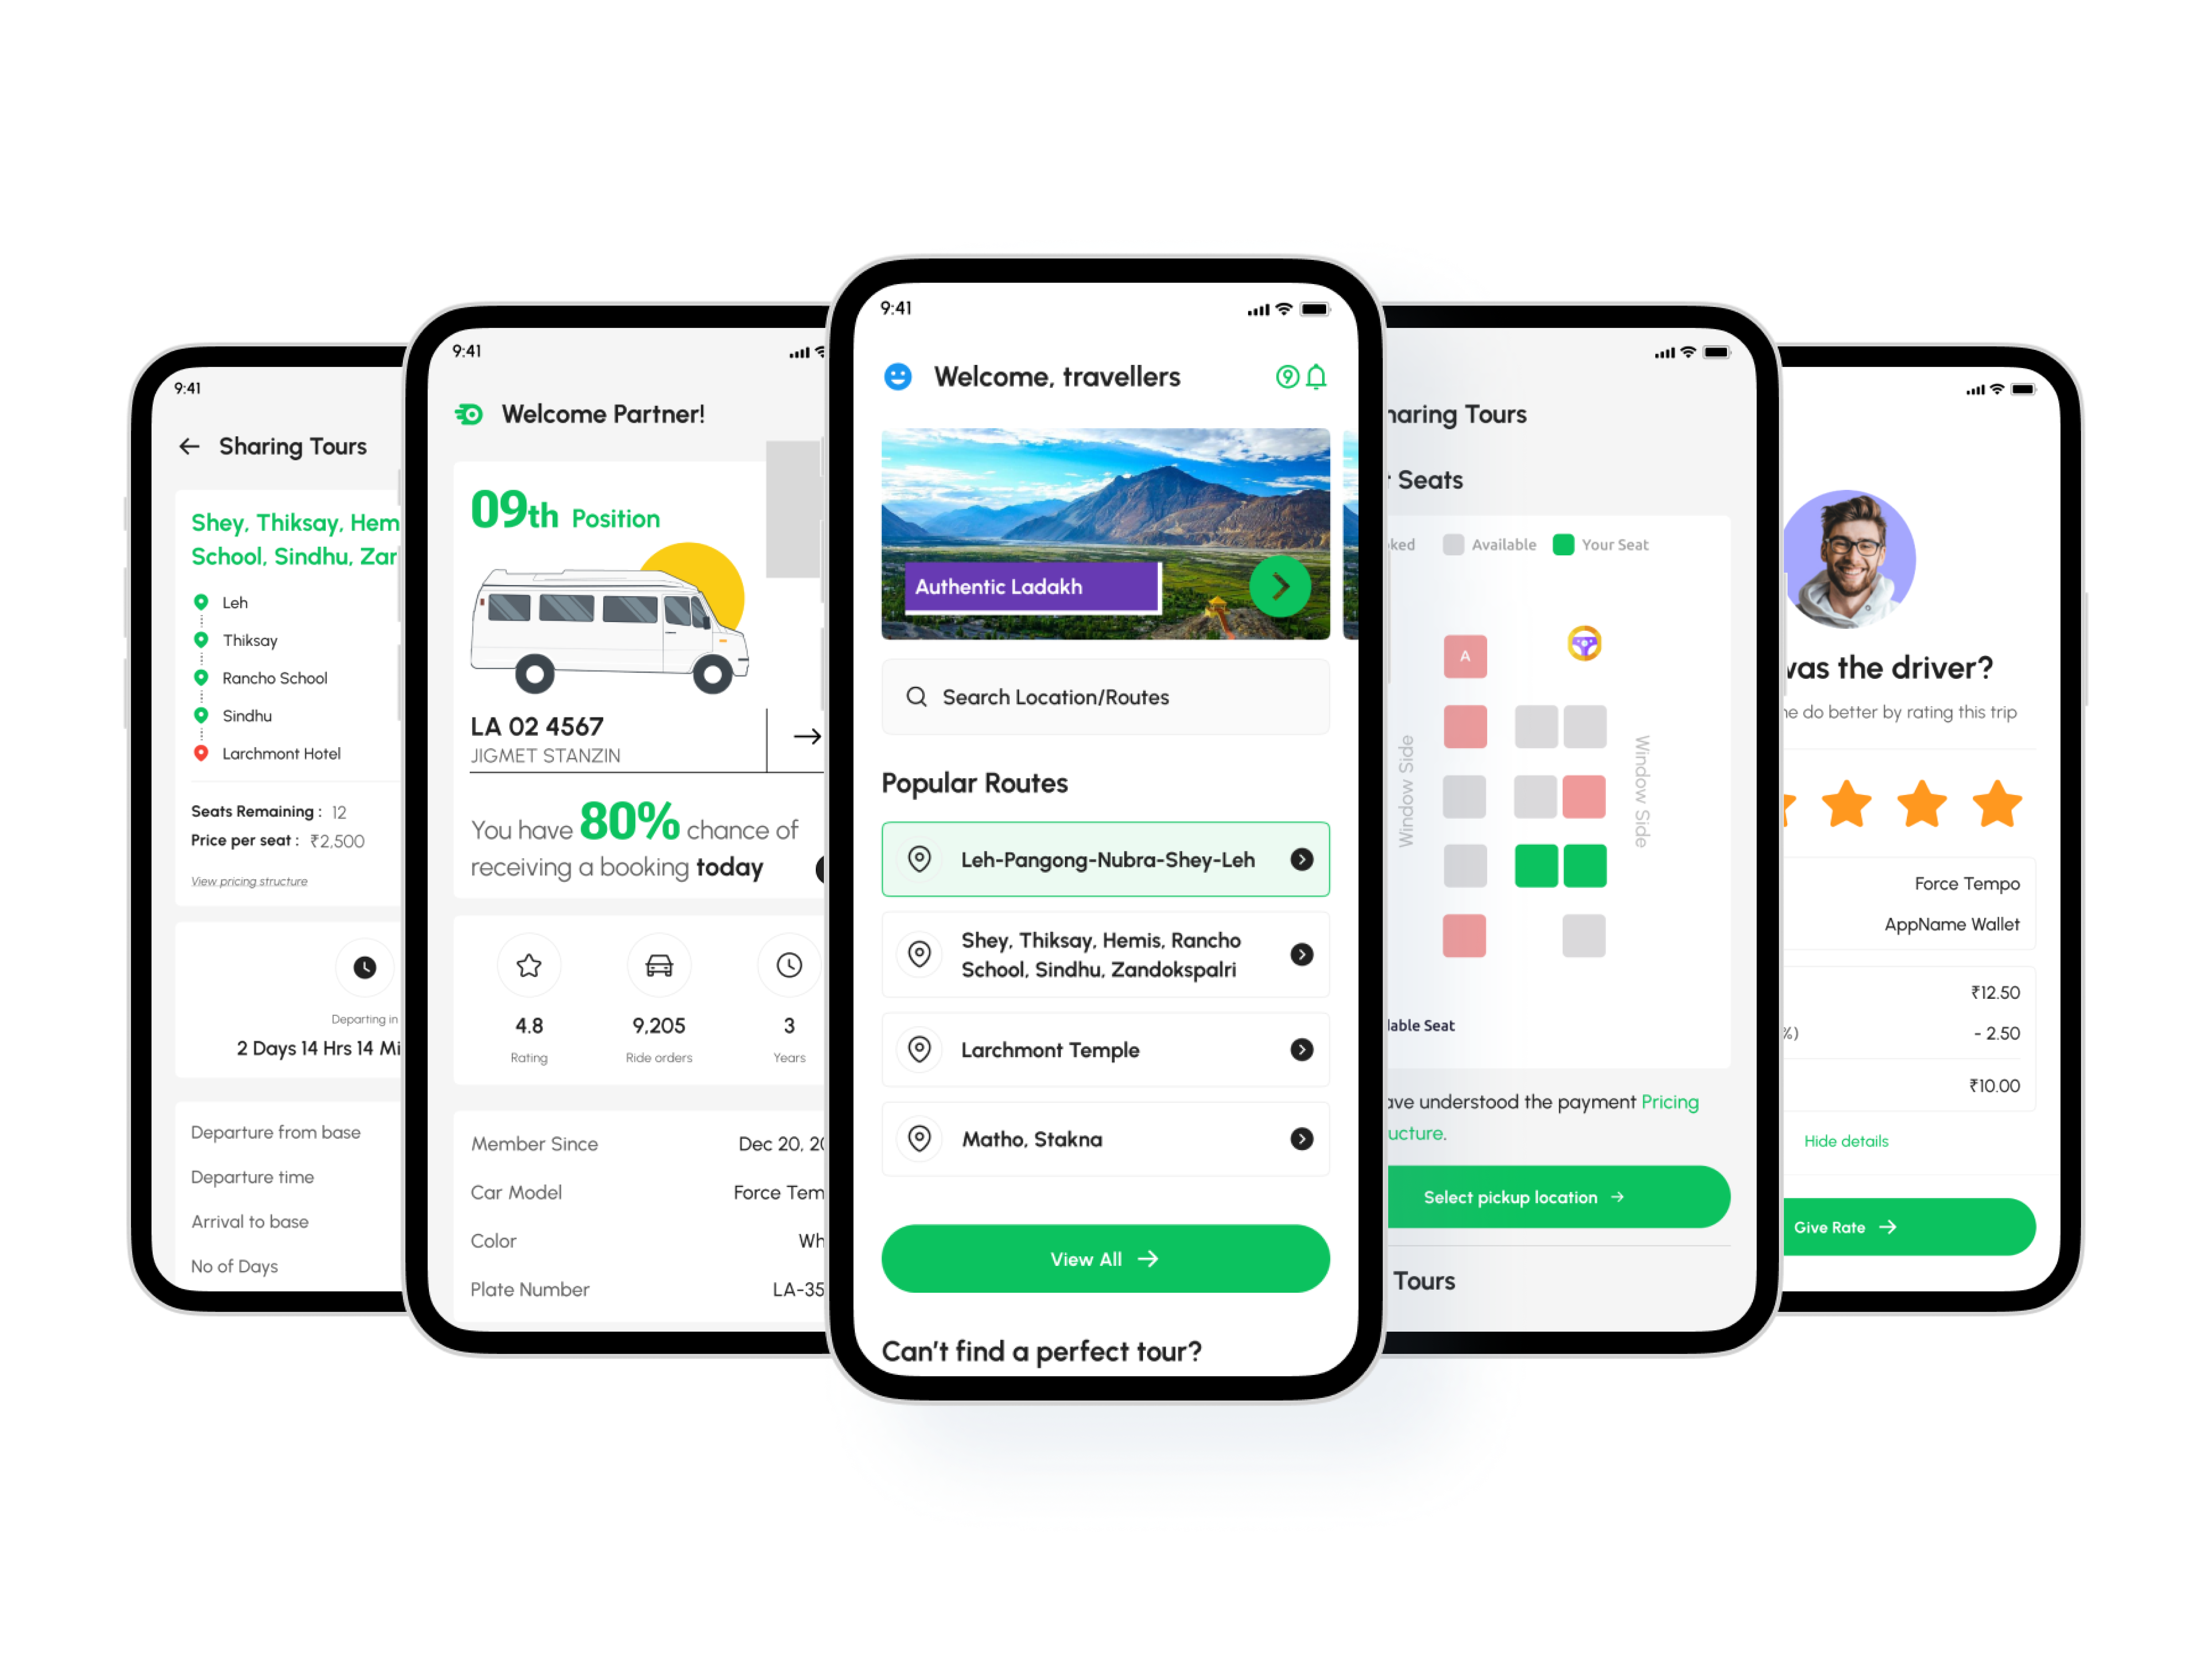 9:41
Sharing Tours
Shey, Thiksay, Hem
School, Sindhu, Zar
Leh
Thiksay
Rancho School
Sindhu
Larchmont Hotel
Seats Remaining : 12
Price per seat : ₹2,500
View pricing structure
Departing in
2 Days 14 Hrs 14 Mi
Departure from base
Departure time
Arrival to base
No of Days
9:41
Welcome Partner!
09th Position
LA 02 4567
JIGMET STANZIN
You have 80% chance of
receiving a booking today
4.8
Rating
9,205
Ride orders
3
Years
Member Since Dec 20, 20
Car Model Force Tem
Color Wh
Plate Number LA-35
9:41
Welcome, travellers
9
Authentic Ladakh
Search Location/Routes
Popular Routes
Leh-Pangong-Nubra-Shey-Leh
Shey, Thiksay, Hemis, Rancho
School, Sindhu, Zandokspalri
Larchmont Temple
Matho, Stakna
View All
Can't find a perfect tour?
haring Tours
Seats
ked Available Your Seat
A
Window Side
Window Side
lable Seat
ave understood the payment Pricing
ucture.
Select pickup location
Tours
was the driver?
ne do better by rating this trip
Force Tempo
AppName Wallet
₹12.50
%) - 2.50
₹10.00
Hide details
Give Rate